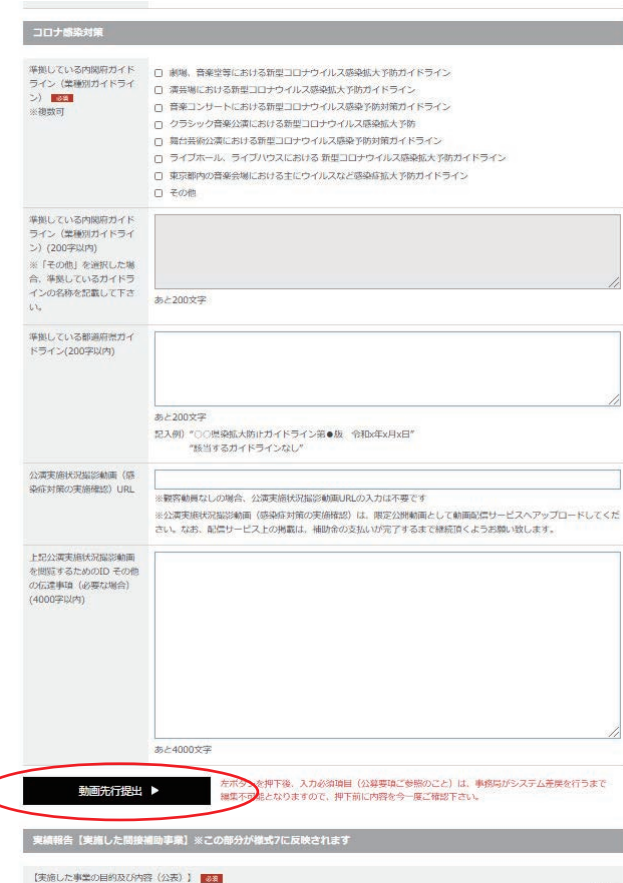 コロナ感染対策
準拠している内閣府ガイド
ライン（業種別ガイドライ
ン） 必須
※複数可
□ 劇場、音楽堂等における新型コロナウイルス感染拡大予防ガイドライン
□ 演芸場における新型コロナウイルス感染拡大予防ガイドライン
□ 音楽コンサートにおける新型コロナウイルス感染予防対策ガイドライン
□ クラシック音楽公演における新型コロナウイルス感染拡大予防
□ 舞台芸術公演における新型コロナウイルス感染予防対策ガイドライン
□ ライブホール、ライブハウスにおける 新型コロナウイルス感染拡大予防ガイドライン
□ 東京都内の音楽会場における主にウイルスなど感染症拡大予防ガイドライン
□ その他
準拠している内閣府ガイド
ライン（業種別ガイドライ
ン）(200字以内)
※「その他」を選択した場
合、準拠しているガイドラ
インの名称を記載して下さ
い。
あと200文字
準拠している都道府県ガイ
ドライン(200字以内)
あと200文字
記入例）"○○感染拡大防止ガイドライン第●版 令和x年x月x日"
"該当するガイドラインなし"
公演実施状況撮影動画（感
染症対策の実施確認）URL
※観客動員なしの場合、公演実施状況撮影動画URLの入力は不要です
※公演実施状況撮影動画（感染症対策の実施確認）は、限定公開動画として動画配信サービスへアップロードしてくだ
さい。なお、配信サービス上の掲載は、補助金の支払いが完了するまで継続頂くようお願い致します。
上記公演実施状況撮影動画
を閲覧するためのID その他
の伝達事項（必要な場合）
(4000字以内)
あと4000文字
動画先行提出 ▶
左ボタンを押下後、入力必須項目（公募要項ご参照のこと）は、事務局がシステム差戻を行うまで
編集不可能となりますので、押下前に内容を今一度ご確認下さい。
実績報告【実施した間接補助事業】※この部分が様式7に反映されます
【実施した事業の目的及び内容（公表）】 必須